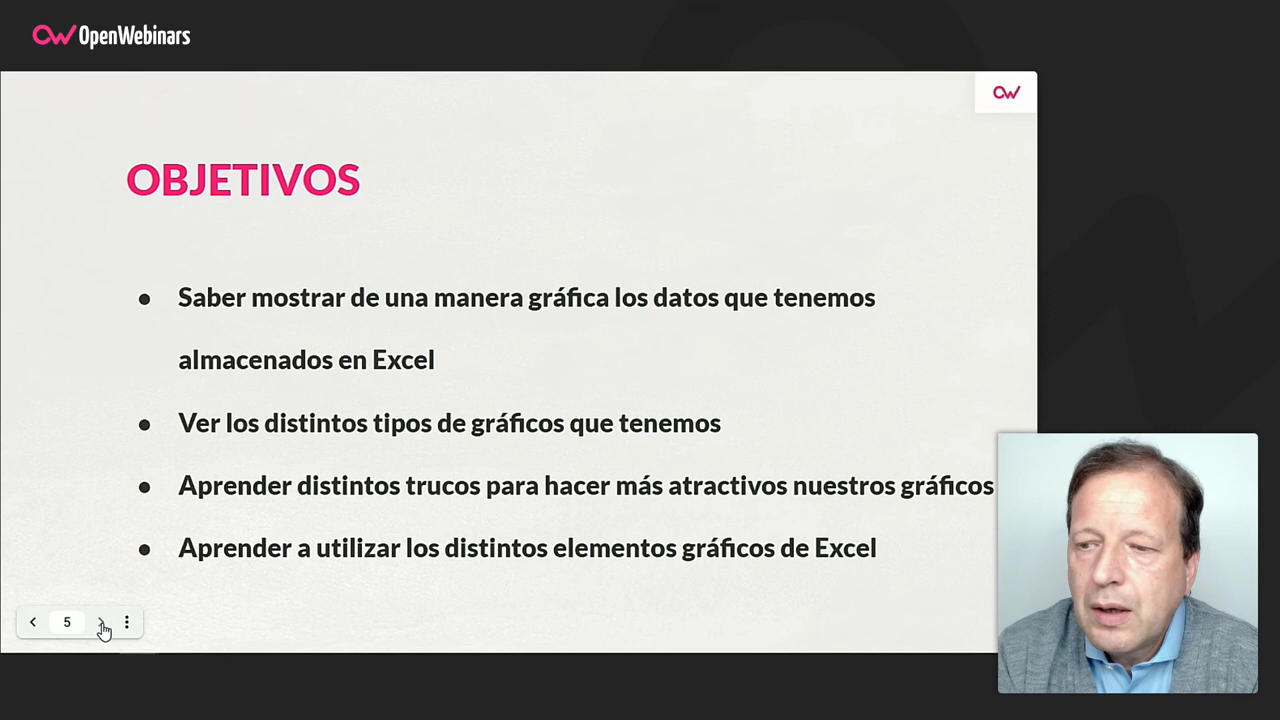 OpenWebinars
OBJETIVOS
● Saber mostrar de una manera gráfica los datos que tenemos
almacenados en Excel
● Ver los distintos tipos de gráficos que tenemos
● Aprender distintos trucos para hacer más atractivos nuestros gráficos
● Aprender a utilizar los distintos elementos gráficos de Excel
5